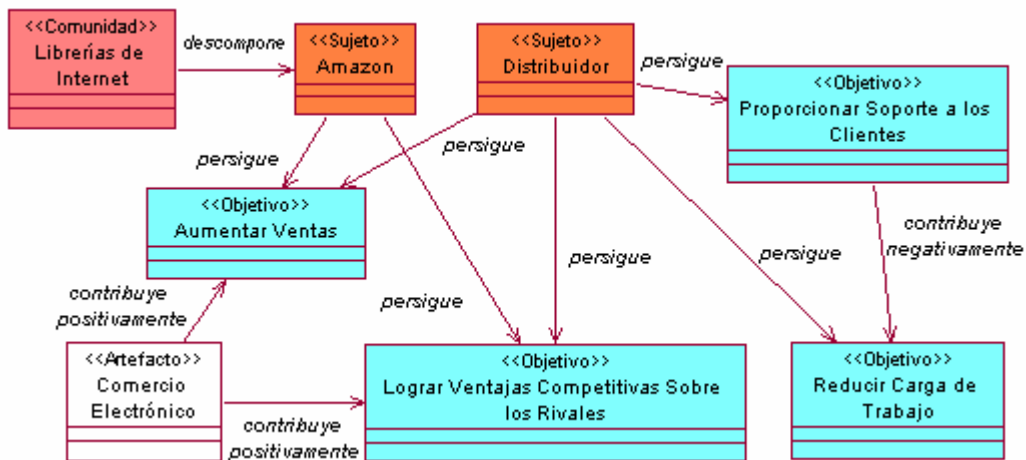 <<Comunidad>>
Librerías de
Internet
descompone
<<Sujeto>>
Amazon
<<Sujeto>>
Distribuidor
persigue
<<Objetivo>>
Proporcionar Soporte a los
Clientes
persigue
persigue
<<Objetivo>>
Aumentar Ventas
contribuye
negativamente
persigue
persigue
persigue
contribuye
positivamente
<<Artefacto>>
Comercio
Electrónico
<<Objetivo>>
Lograr Ventajas Competitivas Sobre
los Rivales
<<Objetivo>>
Reducir Carga de
Trabajo
contribuye
positivamente